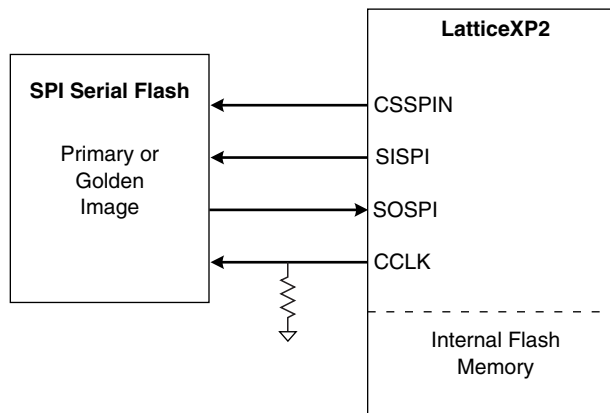 LatticeXP2
SPI Serial Flash
Primary or
Golden
Image
CSSPIN
SISPI
SOSPI
CCLK
Internal Flash
Memory